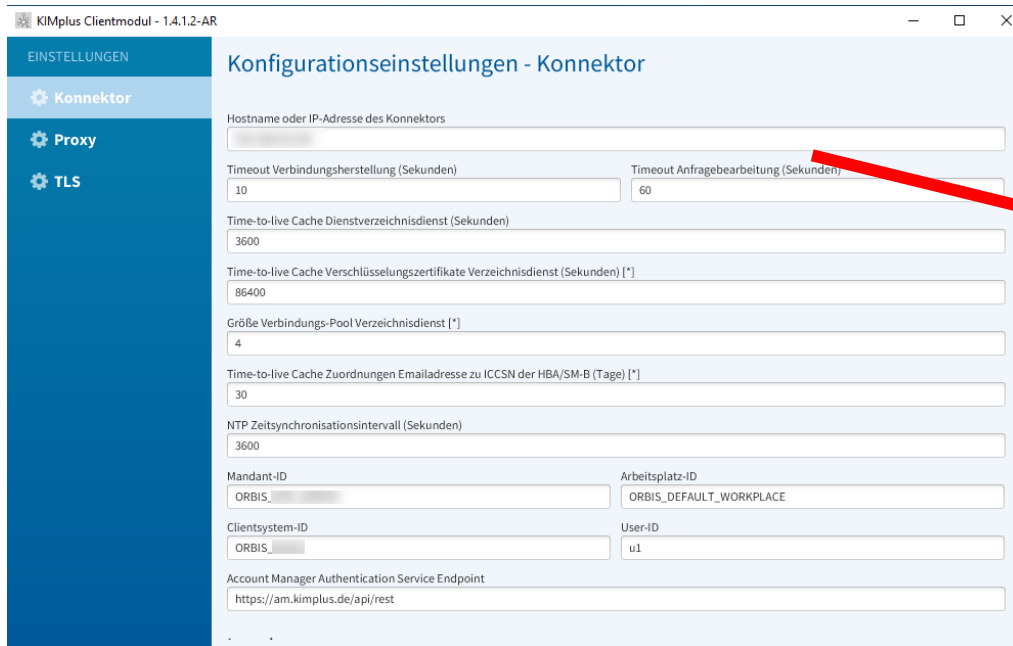 KIMplus Clientmodul - 1.4.1.2-AR
EINSTELLUNGEN
Konnektor
Proxy
TLS
Konfigurationseinstellungen - Konnektor
Hostname oder IP-Adresse des Konnektors
Timeout Verbindungsherstellung (Sekunden) Timeout Anfragebearbeitung (Sekunden)
10 60
Time-to-live Cache Dienstverzeichnisdienst (Sekunden)
3600
Time-to-live Cache Verschlüsselungszertifikate Verzeichnisdienst (Sekunden) [*]
86400
Größe Verbindungs-Pool Verzeichnisdienst [*]
4
Time-to-live Cache Zuordnungen Emailadresse zu ICCSN der HBA/SM-B (Tage) [*]
30
NTP Zeitsynchronisationsintervall (Sekunden)
3600
Mandant-ID Arbeitsplatz-ID
ORBIS_ ORBIS_DEFAULT_WORKPLACE
Clientsystem-ID User-ID
ORBIS_ u1
Account Manager Authentication Service Endpoint
https://am.kimplus.de/api/rest